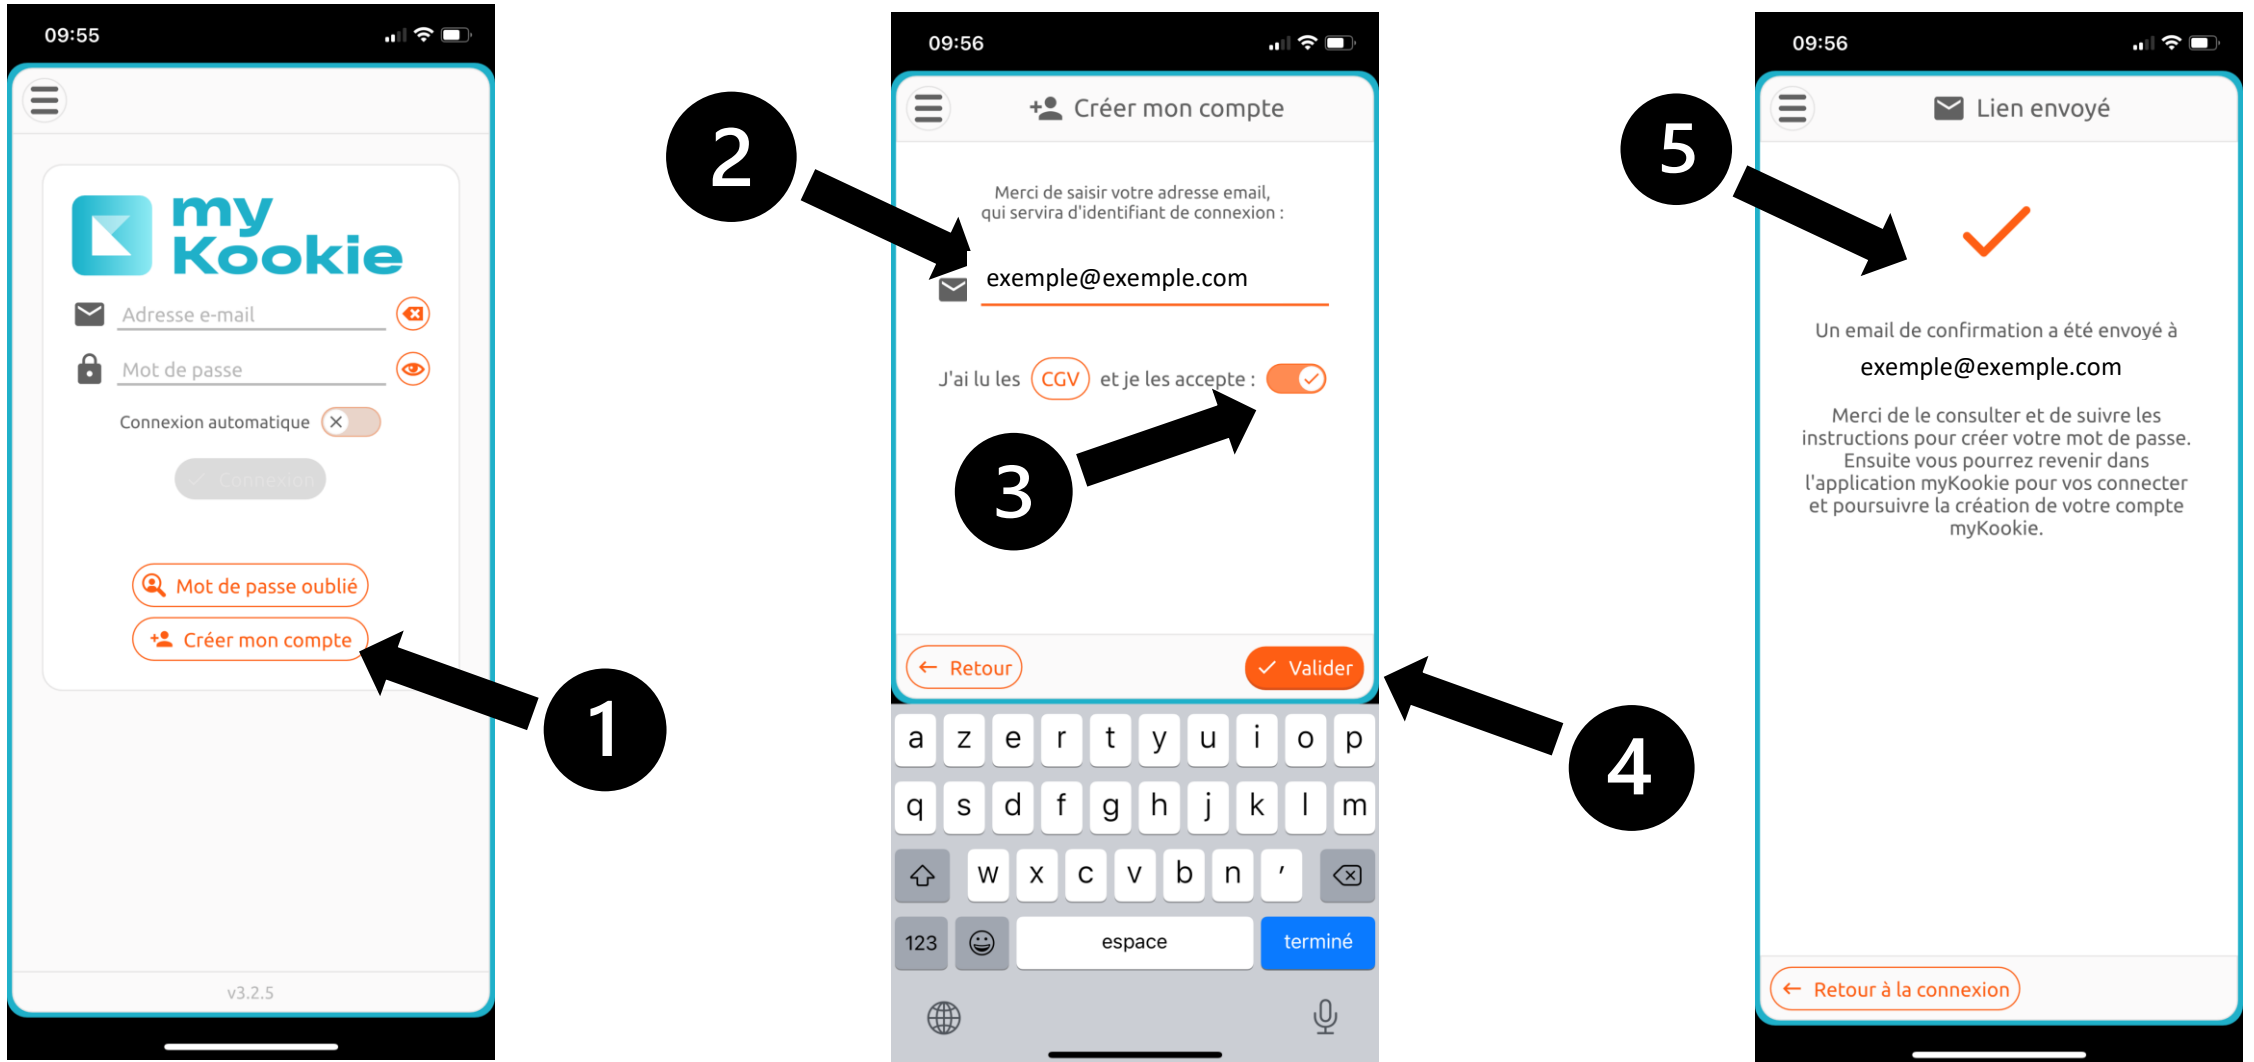 09:55
my
Kookie
Adresse e-mail
Mot de passe
Connexion automatique
Connexion
Mot de passe oublié
Créer mon compte
1
v3.2.5
09:56
Créer mon compte
2
Merci de saisir votre adresse email,
qui servira d'identifiant de connexion :
exemple@exemple.com
J'ai lu les CGV et je les accepte :
3
Retour
Valider
4
a z e r t y u i o p
q s d f g h j k l m
w x c v b n ,
123 espace terminé
09:56
Lien envoyé
5
Un email de confirmation a été envoyé à
exemple@exemple.com
Merci de le consulter et de suivre les
instructions pour créer votre mot de passe.
Ensuite vous pourrez revenir dans
l'application myKookie pour vos connecter
et poursuivre la création de votre compte
myKookie.
Retour à la connexion